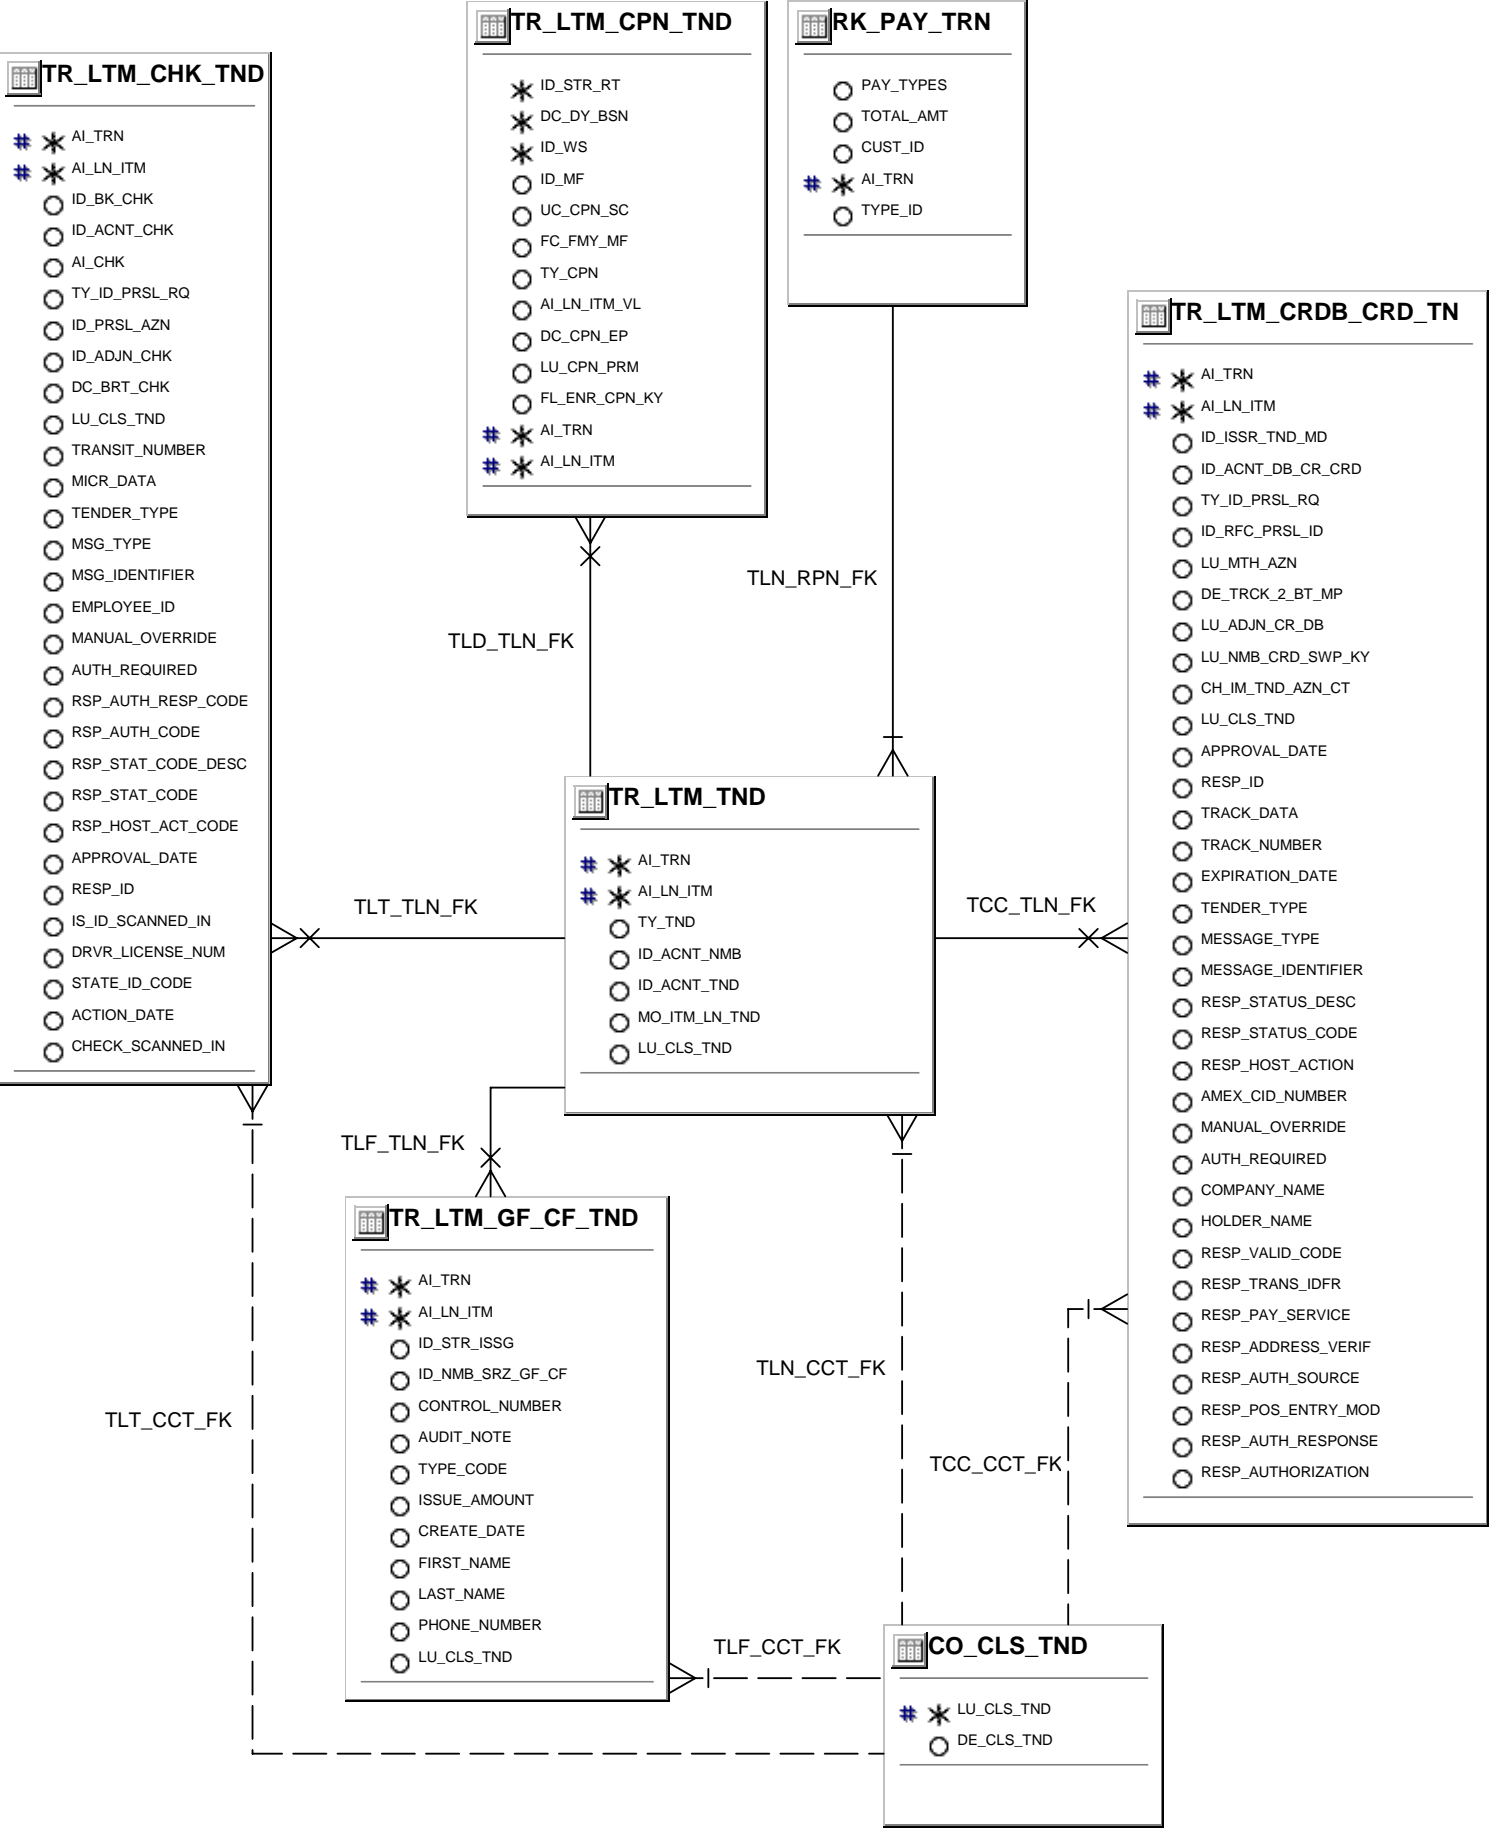 TR_LTM_CHK_TND
# AI_TRN
# AI_LN_ITM
ID_BK_CHK
ID_ACNT_CHK
AI_CHK
TY_ID_PRSL_RQ
ID_PRSL_AZN
ID_ADJN_CHK
DC_BRT_CHK
LU_CLS_TND
TRANSIT_NUMBER
MICR_DATA
TENDER_TYPE
MSG_TYPE
MSG_IDENTIFIER
EMPLOYEE_ID
MANUAL_OVERRIDE
AUTH_REQUIRED
RSP_AUTH_RESP_CODE
RSP_AUTH_CODE
RSP_STAT_CODE_DESC
RSP_STAT_CODE
RSP_HOST_ACT_CODE
APPROVAL_DATE
RESP_ID
IS_ID_SCANNED_IN
DRVR_LICENSE_NUM
STATE_ID_CODE
ACTION_DATE
CHECK_SCANNED_IN
TR_LTM_CPN_TND
ID_STR_RT
DC_DY_BSN
ID_WS
ID_MF
UC_CPN_SC
FC_FMY_MF
TY_CPN
AI_LN_ITM_VL
DC_CPN_EP
LU_CPN_PRM
FL_ENR_CPN_KY
# AI_TRN
# AI_LN_ITM
RK_PAY_TRN
PAY_TYPES
TOTAL_AMT
CUST_ID
# AI_TRN
TYPE_ID
TR_LTM_CRDB_CRD_TN
# AI_TRN
# AI_LN_ITM
ID_ISSR_TND_MD
ID_ACNT_DB_CR_CRD
TY_ID_PRSL_RQ
ID_RFC_PRSL_ID
LU_MTH_AZN
DE_TRCK_2_BT_MP
LU_ADJN_CR_DB
LU_NMB_CRD_SWP_KY
CH_IM_TND_AZN_CT
LU_CLS_TND
APPROVAL_DATE
RESP_ID
TRACK_DATA
TRACK_NUMBER
EXPIRATION_DATE
TENDER_TYPE
MESSAGE_TYPE
MESSAGE_IDENTIFIER
RESP_STATUS_DESC
RESP_STATUS_CODE
RESP_HOST_ACTION
AMEX_CID_NUMBER
MANUAL_OVERRIDE
AUTH_REQUIRED
COMPANY_NAME
HOLDER_NAME
RESP_VALID_CODE
RESP_TRANS_IDFR
RESP_PAY_SERVICE
RESP_ADDRESS_VERIF
RESP_AUTH_SOURCE
RESP_POS_ENTRY_MOD
RESP_AUTH_RESPONSE
RESP_AUTHORIZATION
TLN_RPN_FK
TLD_TLN_FK
TR_LTM_TND
# AI_TRN
# AI_LN_ITM
TY_TND
ID_ACNT_NMB
ID_ACNT_TND
MO_ITM_LN_TND
LU_CLS_TND
TLT_TLN_FK
TCC_TLN_FK
TLF_TLN_FK
TR_LTM_GF_CF_TND
# AI_TRN
# AI_LN_ITM
ID_STR_ISSG
ID_NMB_SRZ_GF_CF
CONTROL_NUMBER
AUDIT_NOTE
TYPE_CODE
ISSUE_AMOUNT
CREATE_DATE
FIRST_NAME
LAST_NAME
PHONE_NUMBER
LU_CLS_TND
TLN_CCT_FK
TLT_CCT_FK
TCC_CCT_FK
TLF_CCT_FK
CO_CLS_TND
# LU_CLS_TND
DE_CLS_TND